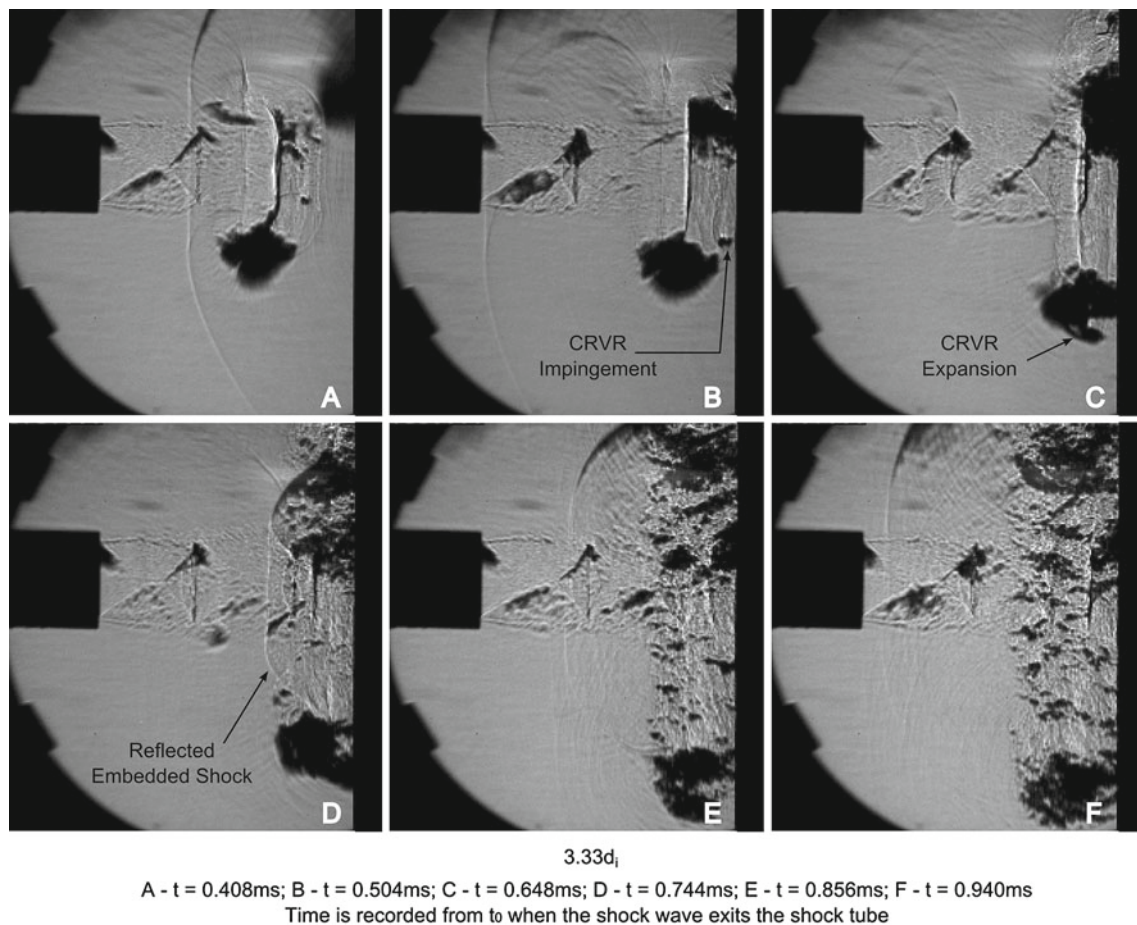 A
CRVR
Impingement
B
CRVR
Expansion
C
Reflected
Embedded Shock
D
E
F
3.33dᵢ
A - t = 0.408ms; B - t = 0.504ms; C - t = 0.648ms; D - t = 0.744ms; E - t = 0.856ms; F - t = 0.940ms
Time is recorded from t₀ when the shock wave exits the shock tube